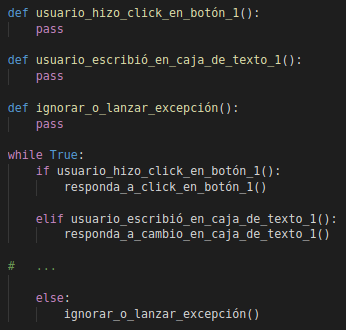 def usuario_hizo_click_en_botón_1():
    pass
def usuario_escribió_en_caja_de_texto_1():
    pass
def ignorar_o_lanzar_excepción():
    pass
while True:
    if usuario_hizo_click_en_botón_1():
        responda_a_click_en_botón_1()
    elif usuario_escribió_en_caja_de_texto_1():
        responda_a_cambio_en_caja_de_texto_1()
#   ...
    else:
        ignorar_o_lanzar_excepción()